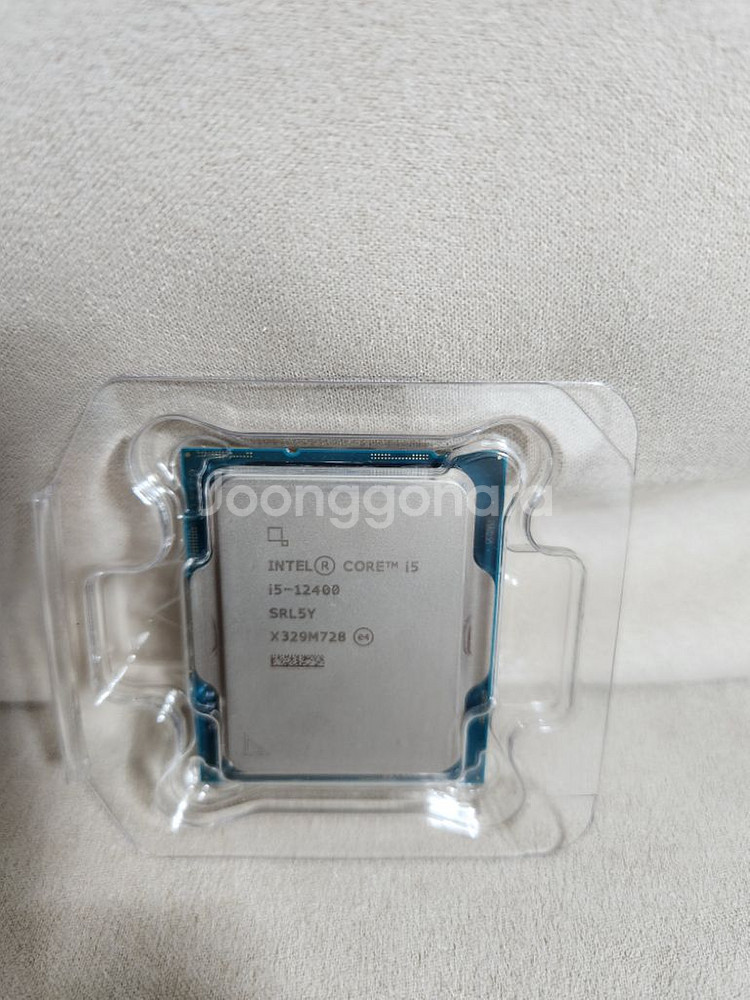 Joonggonara
INTEL® CORE™ i5
i5-12400
SRL5Y
X329M728 e4